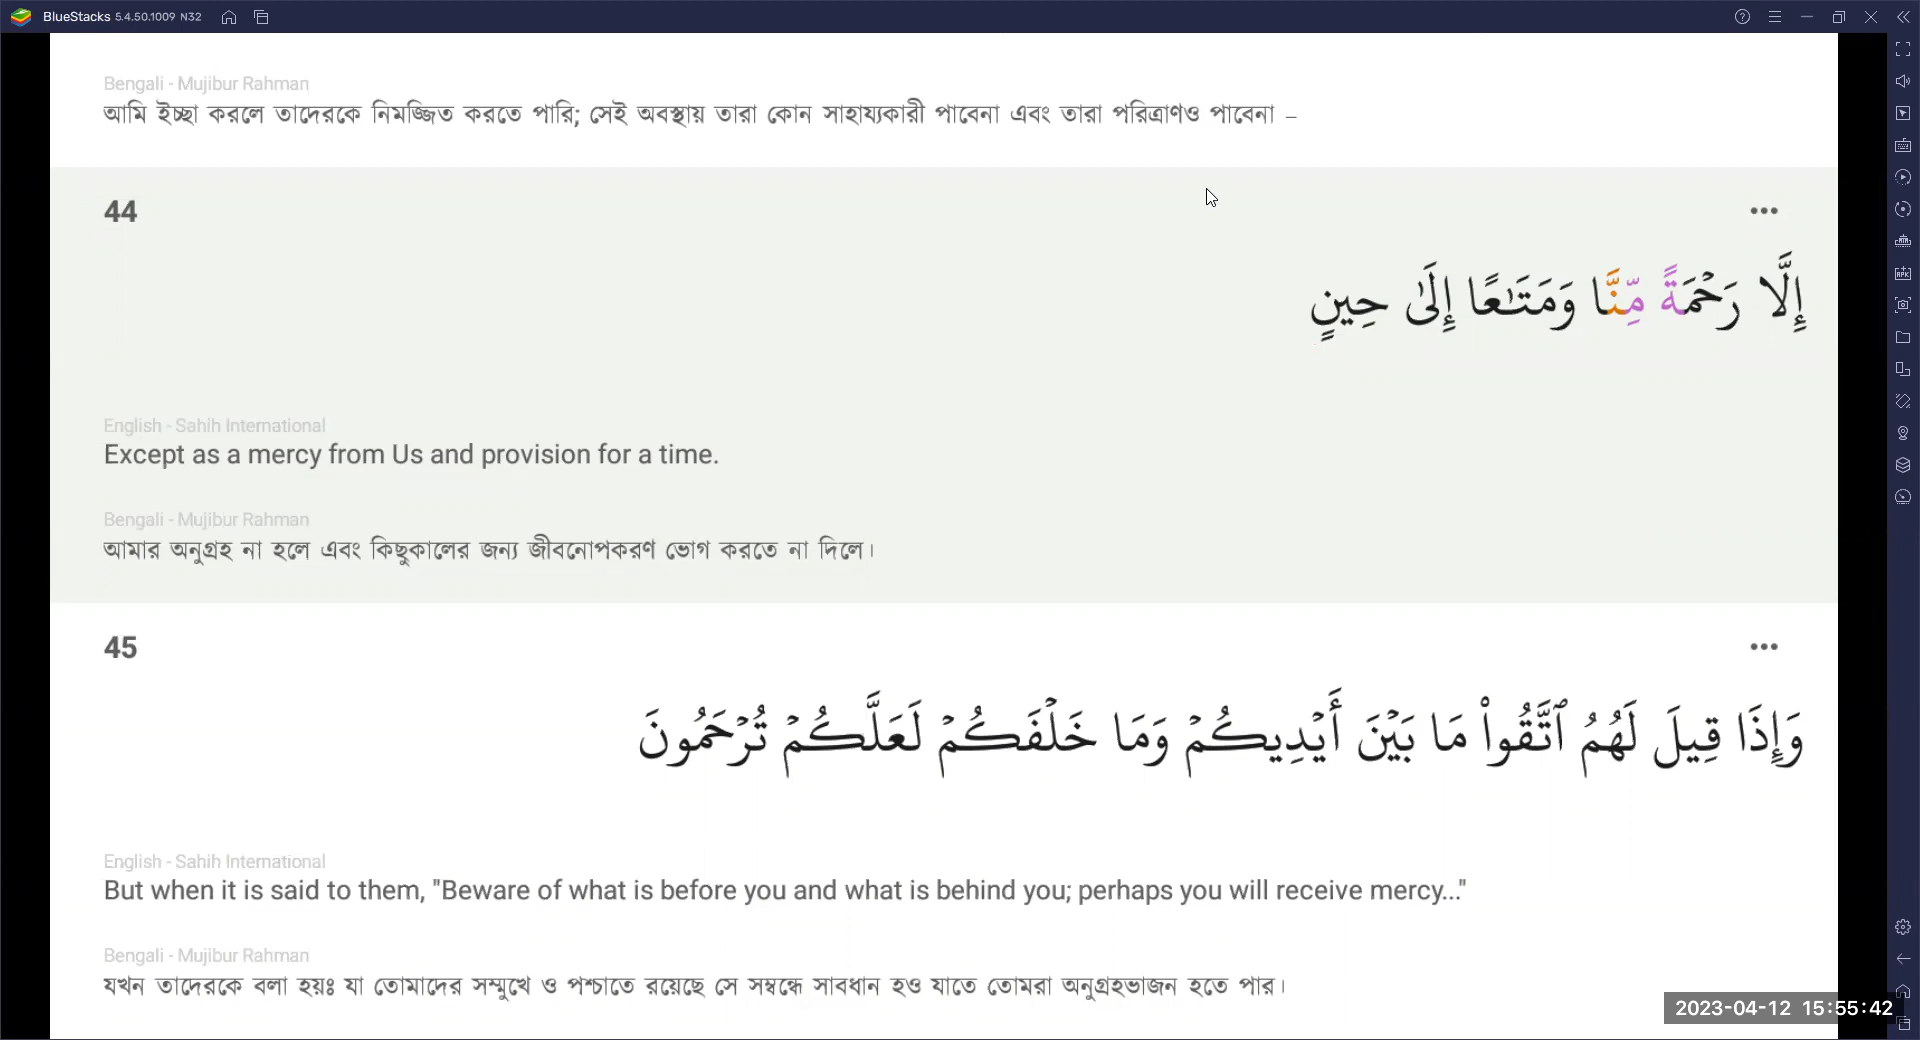 BlueStacks 5.4.50.1009 N32
Bengali - Mujibur Rahman
আমি ইচ্ছা করলে তাদেরকে নিমজ্জিত করতে পারি; সেই অবস্থায় তারা কোন সাহায্যকারী পাবেনা এবং তারা পরিত্রাণও পাবেনা –
44
إِلَّا رَحْمَةً مِّنَّا وَمَتَـٰعًا إِلَىٰ حِينٍ
English - Sahih International
Except as a mercy from Us and provision for a time.
Bengali - Mujibur Rahman
আমার অনুগ্রহ না হলে এবং কিছুকালের জন্য জীবনোপকরণ ভোগ করতে না দিলে।
45
وَإِذَا قِيلَ لَهُمُ ٱتَّقُوا۟ مَا بَيْنَ أَيْدِيكُمْ وَمَا خَلْفَكُمْ لَعَلَّكُمْ تُرْحَمُونَ
English - Sahih International
But when it is said to them, "Beware of what is before you and what is behind you; perhaps you will receive mercy..."
Bengali - Mujibur Rahman
যখন তাদেরকে বলা হয়ঃ যা তোমাদের সম্মুখে ও পশ্চাতে রয়েছে সে সম্বন্ধে সাবধান হও যাতে তোমরা অনুগ্রহভাজন হতে পার।
2023-04-12 15:55:42